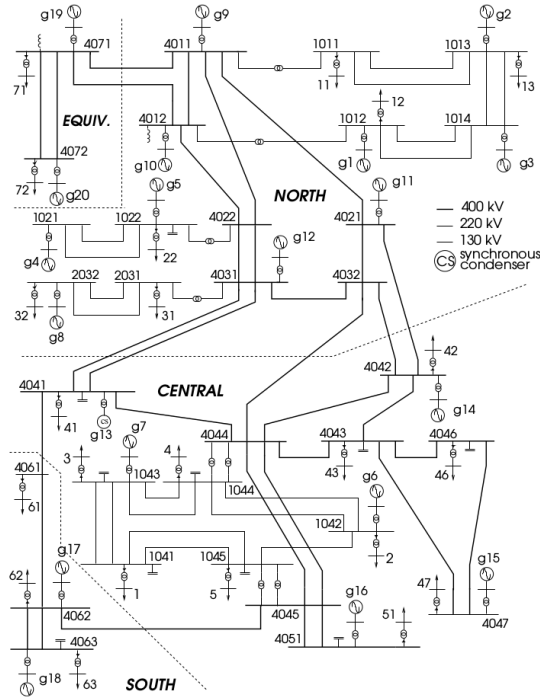 g19
g9
g2
4071
4011
1011
1013
71
11
13
EQUIV.
4012
12
1012
1014
4072
g10
g1
g3
72
g20
g5
NORTH
g11
400 kV
220 kV
130 kV
CS synchronous
condenser
1021
1022
4022
4021
g4
22
g12
2032
2031
4031
4032
32
g8
31
42
4042
4041
CENTRAL
g14
41
CS
g13
g7
4044
4043
4046
3
4
43
46
g6
4061
1043
1044
61
1042
1041
1045
2
g17
g15
62
1
5
g16
47
4062
4045
51
4047
4063
4051
g18
63
SOUTH